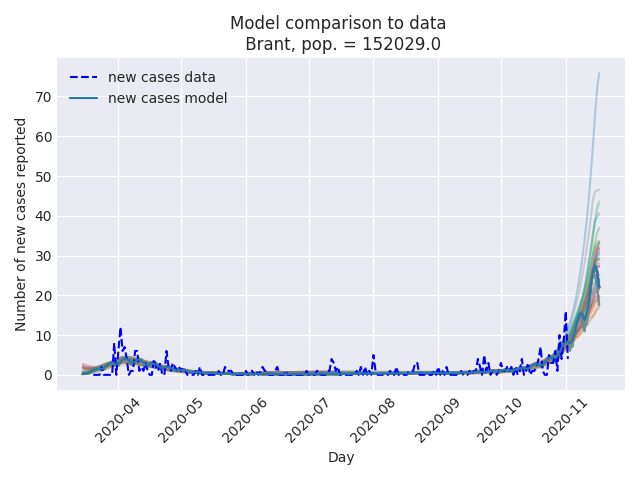 Model comparison to data
Brant, pop. = 152029.0
new cases data
new cases model
Number of new cases reported
70
60
50
40
30
20
10
0
2020-04
2020-05
2020-06
2020-07
2020-08
2020-09
2020-10
2020-11
Day